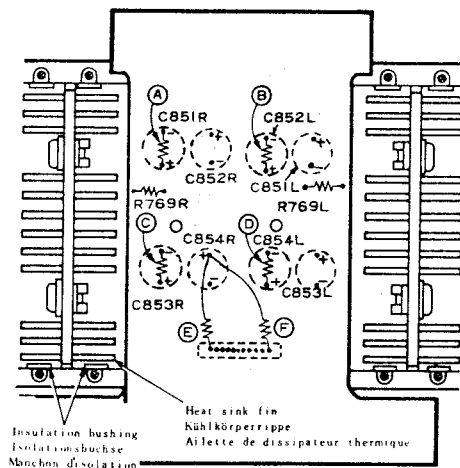 A
B
C851R
C852L
C852R
C851L
R769R
R769L
C
D
C854R
C854L
C853R
C853L
E
F
Insulation bushing
Isolationsbuchse
Manchon disolation
Heat sink fin
Kühlkörperrippe
Ailette de dissipateur thermique